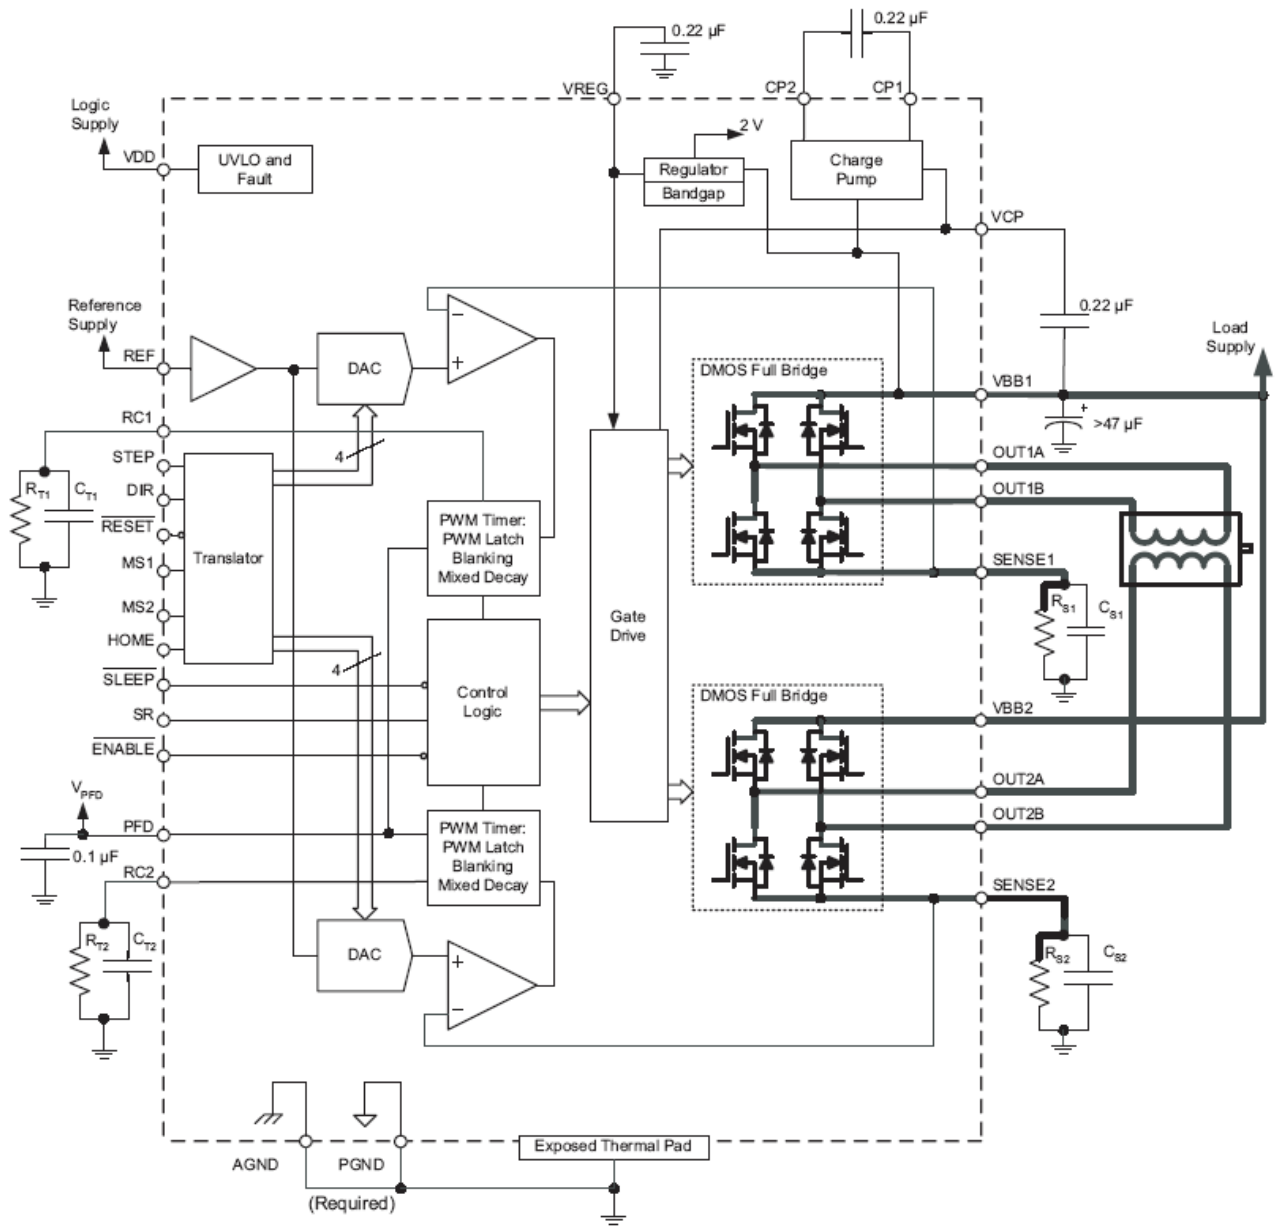 0.22 µF
0.22 µF
VREG
CP2
CP1
Logic
Supply
VDD
UVLO and
Fault
2 V
Regulator
Bandgap
Charge
Pump
VCP
0.22 µF
Reference
Supply
REF
DAC
−
+
DMOS Full Bridge
Load
Supply
VBB1
+
>47 µF
RC1
STEP
DIR
RESET
MS1
MS2
HOME
SLEEP
SR
ENABLE
RT1
CT1
Translator
4
4
PWM Timer:
PWM Latch
Blanking
Mixed Decay
Control
Logic
Gate
Drive
OUT1A
OUT1B
SENSE1
RS1
CS1
DMOS Full Bridge
VBB2
OUT2A
OUT2B
SENSE2
RS2
CS2
VPFD
PFD
0.1 µF
RC2
RT2
CT2
PWM Timer:
PWM Latch
Blanking
Mixed Decay
DAC
+
−
AGND
PGND
(Required)
Exposed Thermal Pad